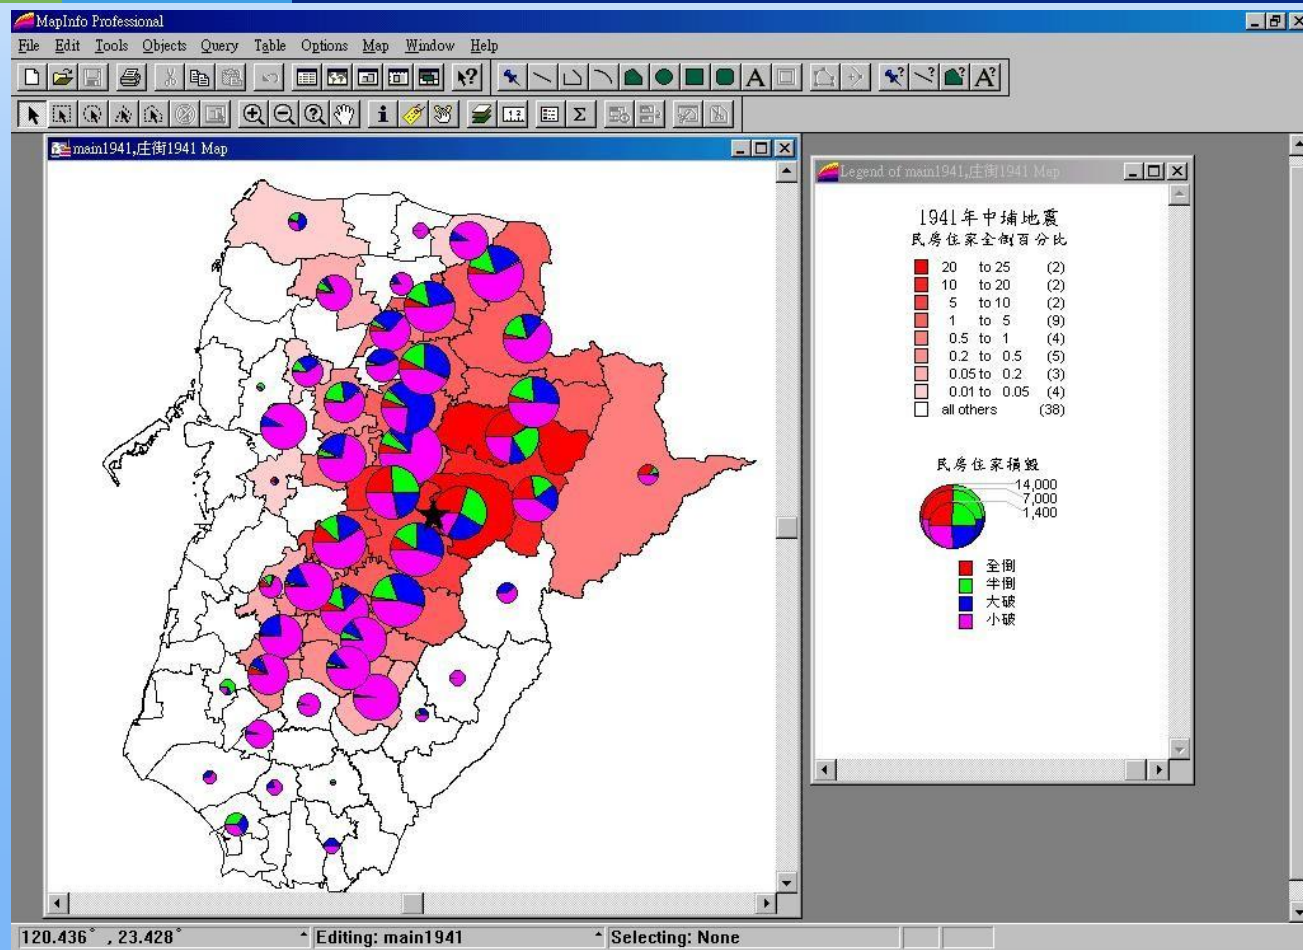 MapInfo Professional
File Edit Tools Objects Query Table Options Map Window Help
main1941,庄街1941 Map
Legend of main1941,庄街1941 Map
1941年中埔地震
民房住家全倒百分比
20 to 25 (2)
10 to 20 (2)
5 to 10 (2)
1 to 5 (9)
0.5 to 1 (4)
0.2 to 0.5 (5)
0.05 to 0.2 (3)
0.01 to 0.05 (4)
all others (38)
民房住家損毀
14,000
7,000
1,400
全倒
半倒
大破
小破
120.436° , 23.428°
Editing: main1941
Selecting: None